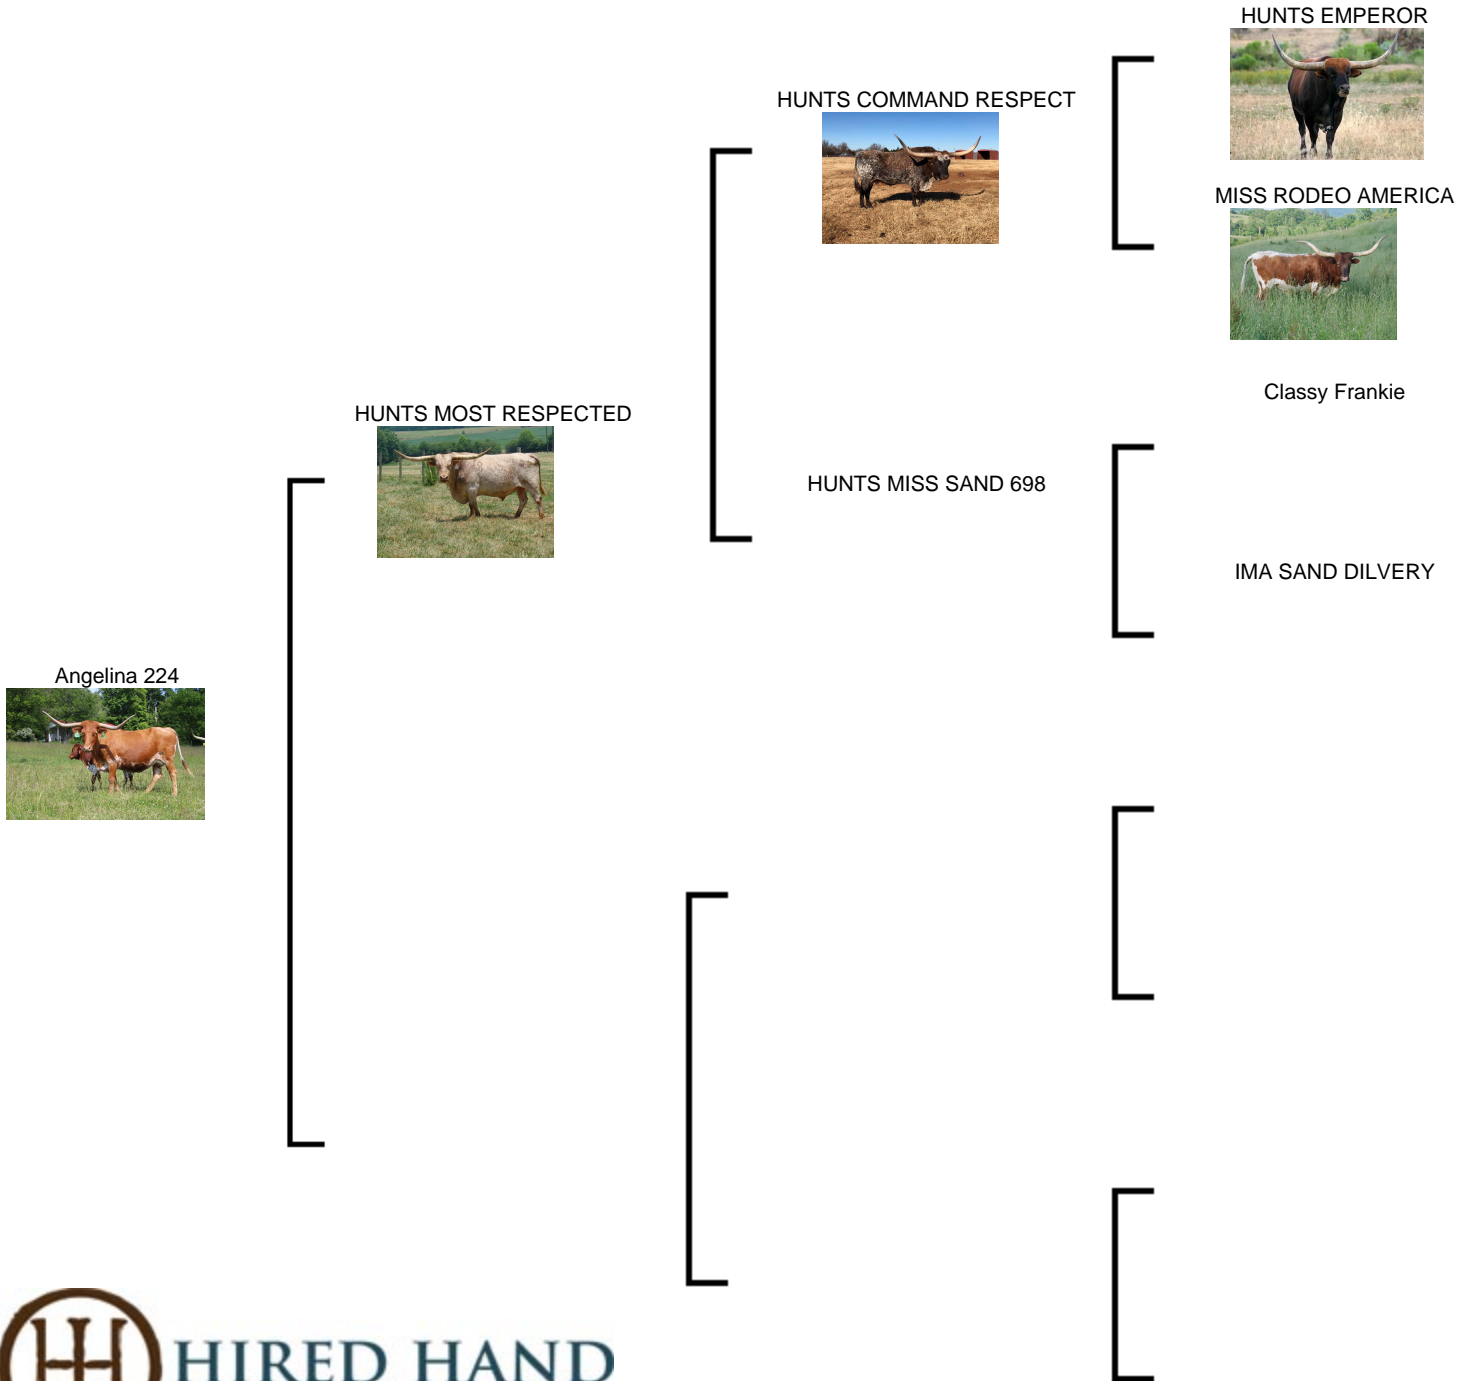 HUNTS EMPEROR
HUNTS COMMAND RESPECT
MISS RODEO AMERICA
Classy Frankie
HUNTS MOST RESPECTED
HUNTS MISS SAND 698
IMA SAND DILVERY
Angelina 224
HIRED HAND